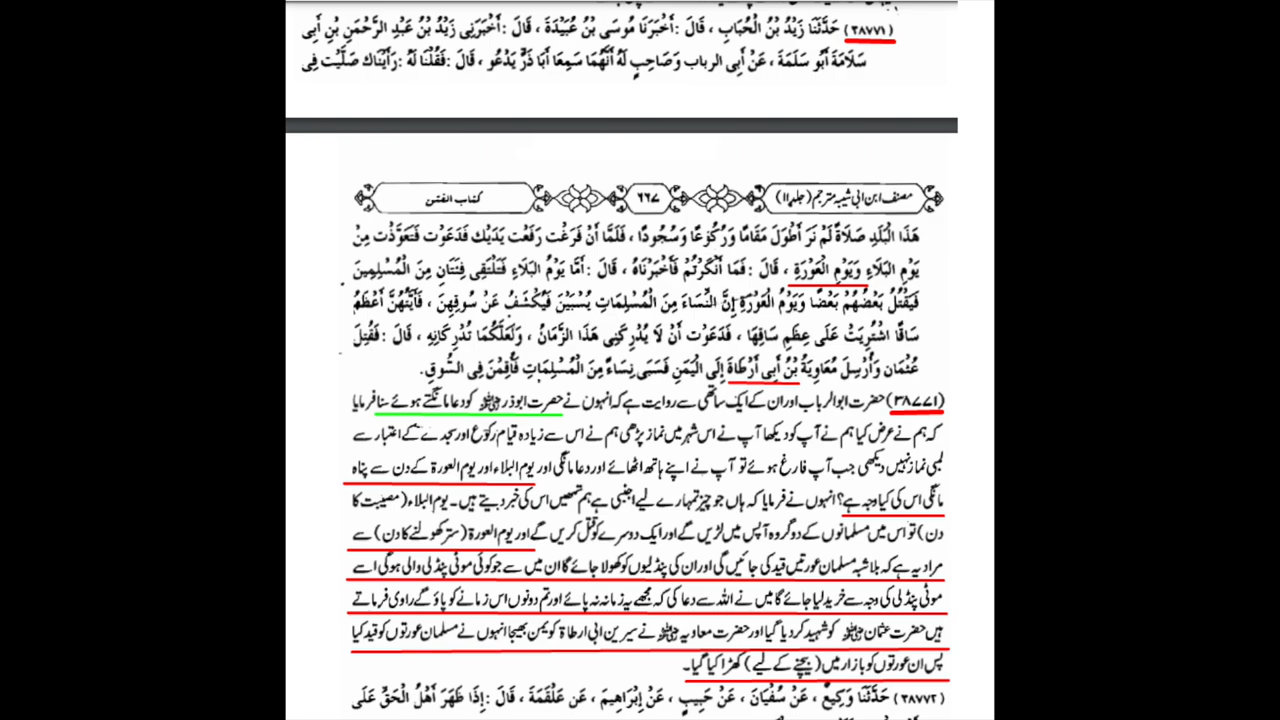 (۳۸۷۷۱) حَدَّثَنَا زَيْدُ بْنُ الْحُبَابِ ، قَالَ : أَخْبَرَنَا مُوسَى بْنُ عُبَيْدَةَ ، قَالَ : أَخْبَرَنِي زَيْدُ بْنُ عَبْدِ الرَّحْمَنِ بْنِ أَبِي
سَلَامَةَ أَبُو سَلَمَةَ ، عَنْ أَبِي الرباب وَصَاحِبٍ لَهُ أَنَّهُمَا سَمِعَا أَبَا ذَرٍّ يَدْعُو ، قَالَ : فَقُلْنَا لَهُ : رَأَيْنَاك صَلَّيْت فِي
مصنف ابن ابی شیبہ مترجم (جلد ۱۱) ۶۶۷ کتاب الفتن
هَذَا الْبَلَدِ صَلَاةً لَمْ نَرَ أَطْوَلَ مَقَامًا وَرُكُوعًا وَسُجُودًا ، فَلَمَّا أَنْ فَرَغْت رَفَعْت يَدَيْك فَدَعَوْت فَتَعَوَّذْت مِنْ
يَوْمِ الْبَلَاءِ وَيَوْمِ الْعَوْرَةِ ، قَالَ : فَمَا أَنْكَرْتُمْ فَأَخْبَرْنَاهُ ، قَالَ : أَمَّا يَوْمُ الْبَلَاءِ فَتَلْتَقِي فِئَتَانِ مِنَ الْمُسْلِمِينَ
فَيَقْتُلُ بَعْضُهُمْ بَعْضًا وَيَوْمُ الْعَوْرَةِ إِنَّ النِّسَاءَ مِنَ الْمُسْلِمَاتِ يُسْبَيْنَ فَيُكْشَفُ عَنْ سُوقِهِنَّ ، فَأَيَّتُهُنَّ أَعْظَمُ
سَاقًا اشْتُرِيَتْ عَلَى عِظَمِ سَاقِهَا ، فَدَعَوْت أَنْ لَا يُدْرِكَنِي هَذَا الزَّمَانُ ، وَلَعَلَّكُمَا تُدْرِكَانِهِ ، قَالَ : فَقُتِلَ
عُثْمَان وَأُرْسِلَ مُعَاوِيَةُ بْنُ أَبِي أَرْطَاةَ إِلَى الْيَمَنِ فَسَبَى نِسَاءً مِنَ الْمُسْلِمَاتِ فَأُقِمْنَ فِي السُّوقِ.
(۳۸۷۷۱) حضرت ابوالرباب اور ان کے ایک ساتھی سے روایت ہے کہ انہوں نے حضرت ابوذر رضی اللہ عنہ کو دعا مانگتے ہوئے سنا فرمایا
کہ ہم نے عرض کیا ہم نے آپ کو دیکھا آپ نے اس شہر میں نماز پڑھی ہم نے اس سے زیادہ قیام رکوع اور سجدے کے اعتبار سے
لمبی نماز نہیں دیکھی جب آپ فارغ ہوئے تو آپ نے اپنے ہاتھ اٹھائے اور دعا مانگی اور یوم البلاء اور یوم العورة کے دن سے پناہ
مانگی اس کی کیا وجہ ہے؟ انہوں نے فرمایا کہ ہاں جو چیز تمہارے لیے اجنبی ہے ہم تمھیں اس کی خبر دیتے ہیں۔ یوم البلاء (مصیبت کا
دن) تو اس میں مسلمانوں کے دو گروہ آپس میں لڑیں گے اور ایک دوسرے کو قتل کریں گے اور یوم العورة (ستر کھولنے کا دن) سے
مراد یہ ہے کہ بلاشبہ مسلمان عورتیں قید کی جائیں گی اور ان کی پنڈلیوں کو کھولا جائے گا ان میں سے جو کوئی موٹی پنڈلی والی ہوگی اسے
موٹی پنڈلی کی وجہ سے خرید لیا جائے گا میں نے اللہ سے دعا کی کہ مجھے یہ زمانہ نہ پائے اور تم دونوں اس زمانے کو پاؤ گے راوی فرماتے
ہیں حضرت عثمان رضی اللہ عنہ کو شہید کر دیا گیا اور حضرت معاویہ رضی اللہ عنہ نے سیرین ابی ارطاۃ کو یمن بھیجا انہوں نے مسلمان عورتوں کو قید کیا
پس ان عورتوں کو بازار میں (بیچنے کے لیے) کھڑا کیا گیا۔
(۳۸۷۷۲) حَدَّثَنَا وَكِيعٌ ، عَنْ سُفْيَانَ ، عَنْ حَبِيبٍ ، عَنْ إِبْرَاهِيمَ ، عَن عَلْقَمَةَ ، قَالَ : إِذَا ظَهَرَ أَهْلُ الْحَقِّ عَلَى